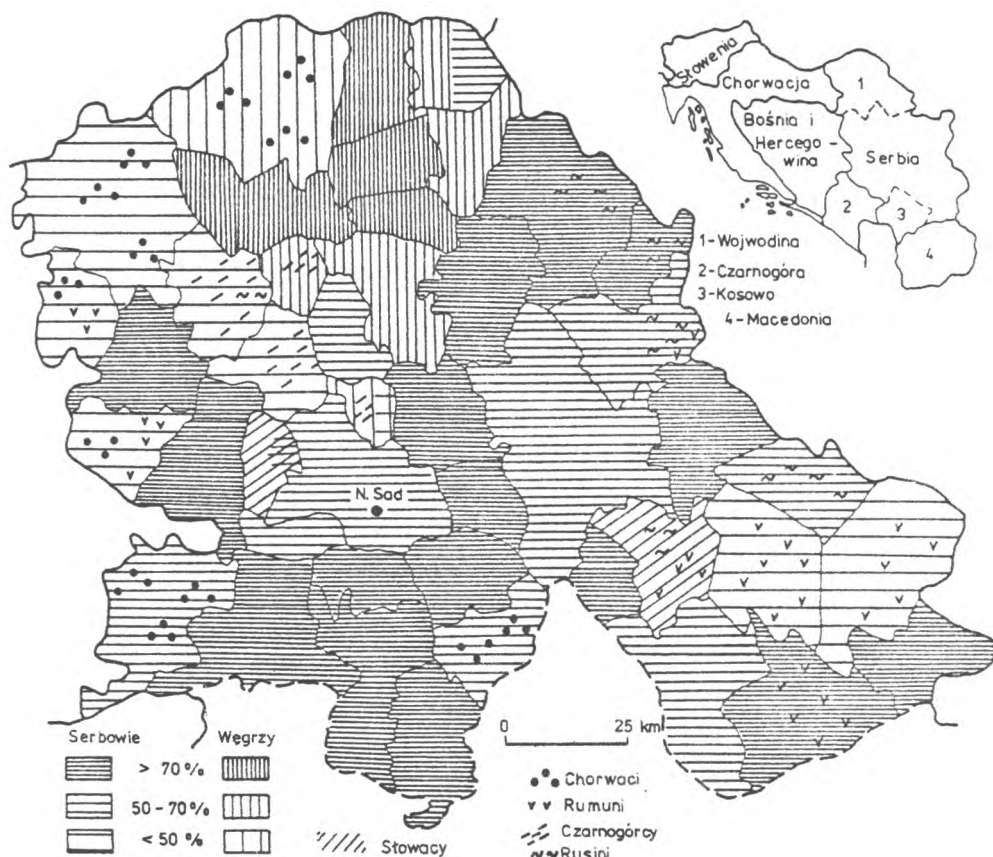 Słowenia
Chorwacja
1
Bośnia i
Hercego-
wina
Serbia
2
3
4
1-Wojwodina
2-Czarnogóra
3-Kosowo
4-Macedonia
N. Sad
0 25 km
Serbowie Węgrzy
> 70 %
50-70%
< 50 %
Słowacy
Chorwaci
Rumuni
Czarnogórcy
Rusini